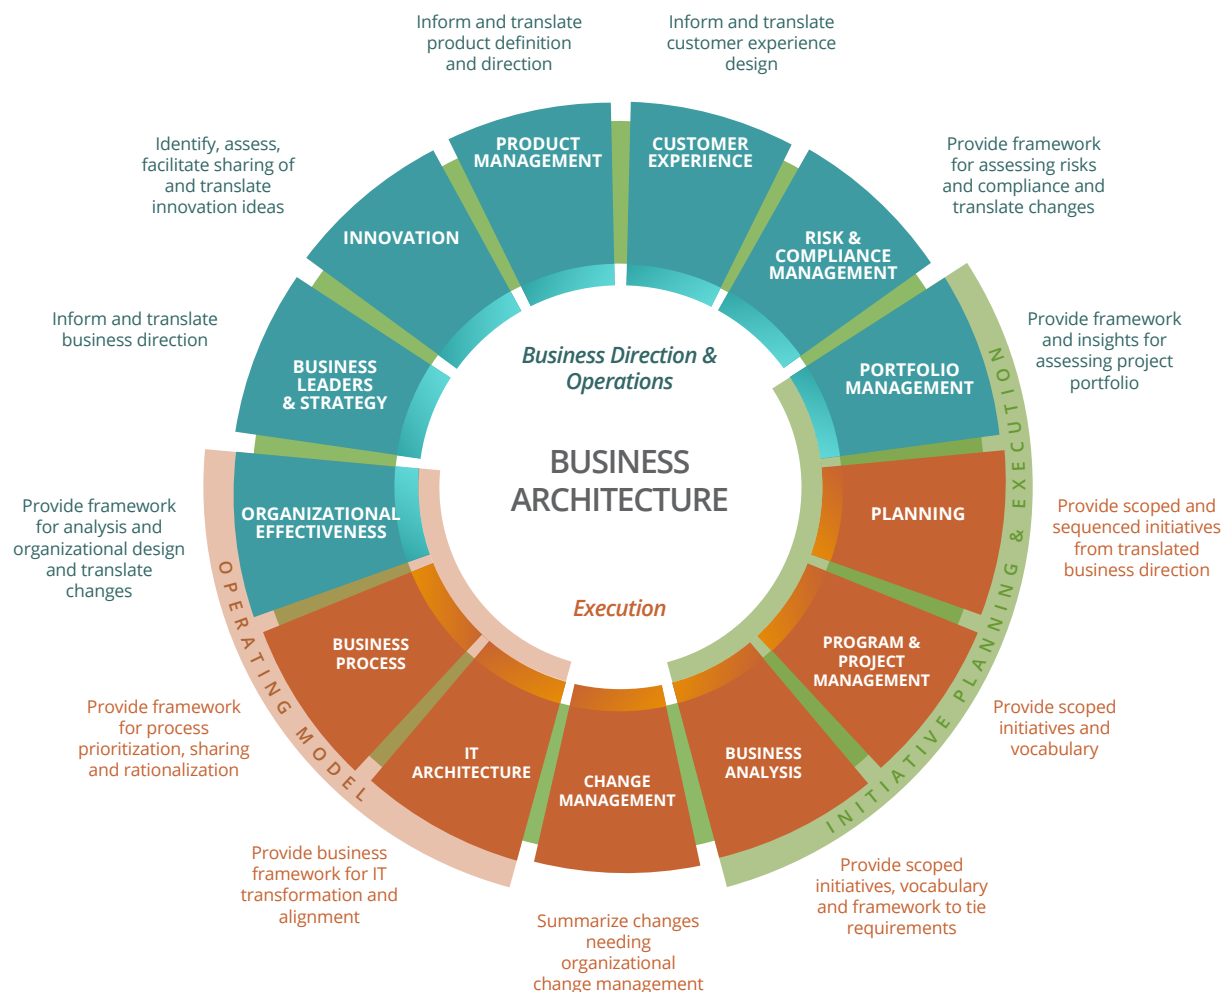 Inform and translate
product definition
and direction
Inform and translate
customer experience
design
Identify, assess,
facilitate sharing of
and translate
innovation ideas
Provide framework
for assessing risks
and compliance and
translate changes
PRODUCT
MANAGEMENT
CUSTOMER
EXPERIENCE
INNOVATION
RISK &
COMPLIANCE
MANAGEMENT
Inform and translate
business direction
Provide framework
and insights for
assessing project
portfolio
BUSINESS
LEADERS
& STRATEGY
PORTFOLIO
MANAGEMENT
Business Direction &
Operations
BUSINESS
ARCHITECTURE
Execution
Provide framework
for analysis and
organizational design
and translate
changes
ORGANIZATIONAL
EFFECTIVENESS
PLANNING
Provide scoped and
sequenced initiatives
from translated
business direction
BUSINESS
PROCESS
PROGRAM &
PROJECT
MANAGEMENT
OPERATING MODEL
INITIATIVE PLANNING & EXECUTION
Provide framework
for process
prioritization, sharing
and rationalization
Provide scoped
initiatives and
vocabulary
IT
ARCHITECTURE
CHANGE
MANAGEMENT
BUSINESS
ANALYSIS
Provide business
framework for IT
transformation and
alignment
Summarize changes
needing
organizational
change management
Provide scoped
initiatives, vocabulary
and framework to tie
requirements